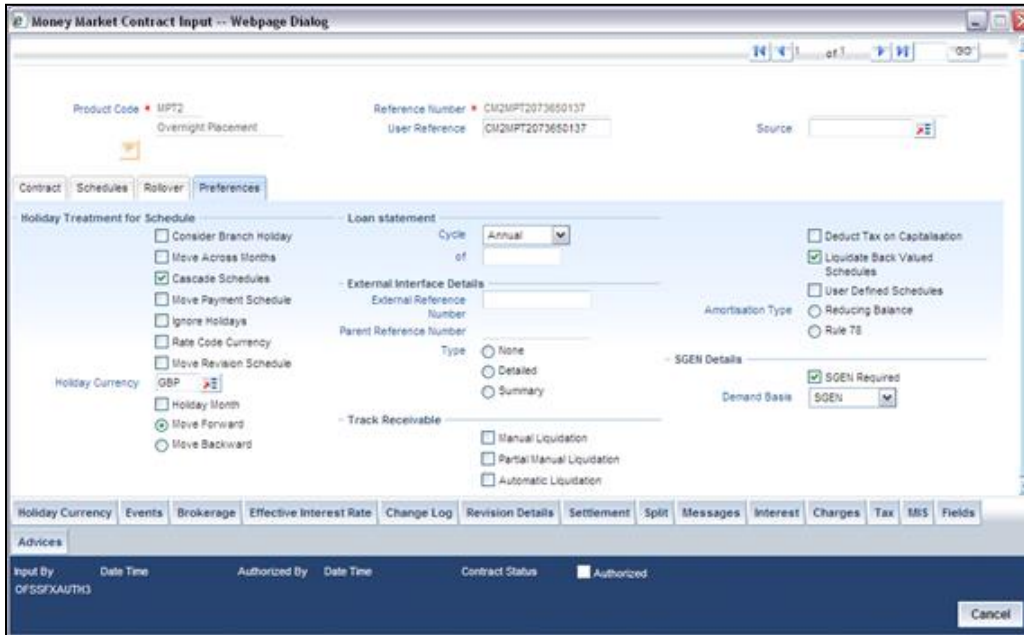 Money Market Contract Input -- Webpage Dialog
1 of 1 GO
Product Code * MPT2 Reference Number * CM2MPT2073650137
Overnight Placement User Reference CM2MPT2073650137 Source
Contract Schedules Rollover Preferences
Holiday Treatment for Schedule
Consider Branch Holiday
Move Across Months
Cascade Schedules
Move Payment Schedule
Ignore Holidays
Rate Code Currency
Move Revision Schedule
Holiday Currency GBP
Holiday Month
Move Forward
Move Backward
Loan statement
Cycle Annual
of
External Interface Details
External Reference
Number
Parent Reference Number
Type None
Detailed
Summary
Track Receivable
Manual Liquidation
Partial Manual Liquidation
Automatic Liquidation
Deduct Tax on Capitalisation
Liquidate Back Valued
Schedules
User Defined Schedules
Amortisation Type Reducing Balance
Rule 78
SGEN Details
SGEN Required
Demand Basis SGEN
Holiday Currency Events Brokerage Effective Interest Rate Change Log Revision Details Settlement Split Messages Interest Charges Tax MIS Fields
Advices
Input By Date Time Authorized By Date Time Contract Status Authorized
OFSSFXAUTH3
Cancel